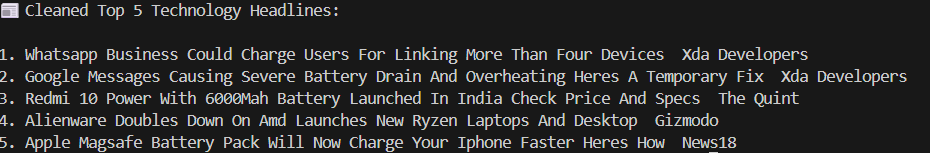 📰 Cleaned Top 5 Technology Headlines:
1. Whatsapp Business Could Charge Users For Linking More Than Four Devices  Xda Developers
2. Google Messages Causing Severe Battery Drain And Overheating Heres A Temporary Fix  Xda Developers
3. Redmi 10 Power With 6000Mah Battery Launched In India Check Price And Specs  The Quint
4. Alienware Doubles Down On Amd Launches New Ryzen Laptops And Desktop  Gizmodo
5. Apple Magsafe Battery Pack Will Now Charge Your Iphone Faster Heres How  News18